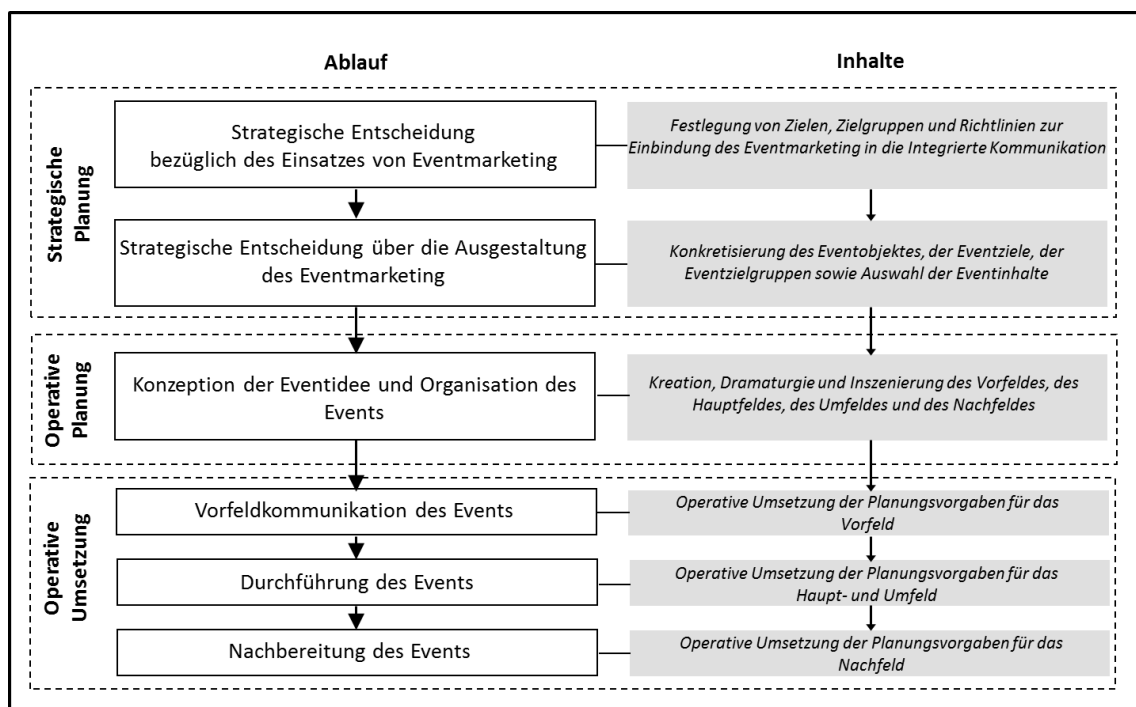 Ablauf
Inhalte
Strategische
Planung
Strategische Entscheidung
bezüglich des Einsatzes von Eventmarketing
Festlegung von Zielen, Zielgruppen und Richtlinien zur
Einbindung des Eventmarketing in die Integrierte Kommunikation
Strategische Entscheidung über die Ausgestaltung
des Eventmarketing
Konkretisierung des Eventobjektes, der Eventziele, der
Eventzielgruppen sowie Auswahl der Eventinhalte
Operative
Planung
Konzeption der Eventidee und Organisation des
Events
Kreation, Dramaturgie und Inszenierung des Vorfeldes, des
Hauptfeldes, des Umfeldes und des Nachfeldes
Operative
Umsetzung
Vorfeldkommunikation des Events
Operative Umsetzung der Planungsvorgaben für das
Vorfeld
Durchführung des Events
Operative Umsetzung der Planungsvorgaben für das
Haupt- und Umfeld
Nachbereitung des Events
Operative Umsetzung der Planungsvorgaben für das
Nachfeld